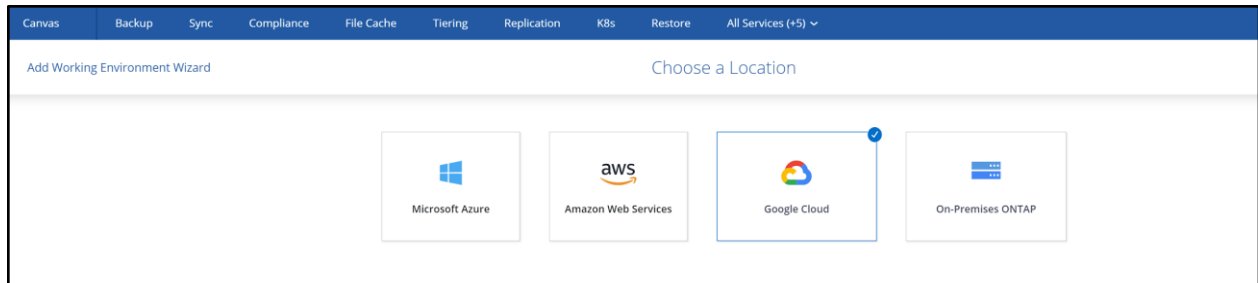 Canvas Backup Sync Compliance File Cache Tiering Replication K8s Restore All Services (+5)
Add Working Environment Wizard Choose a Location
aws
Microsoft Azure Amazon Web Services Google Cloud On-Premises ONTAP